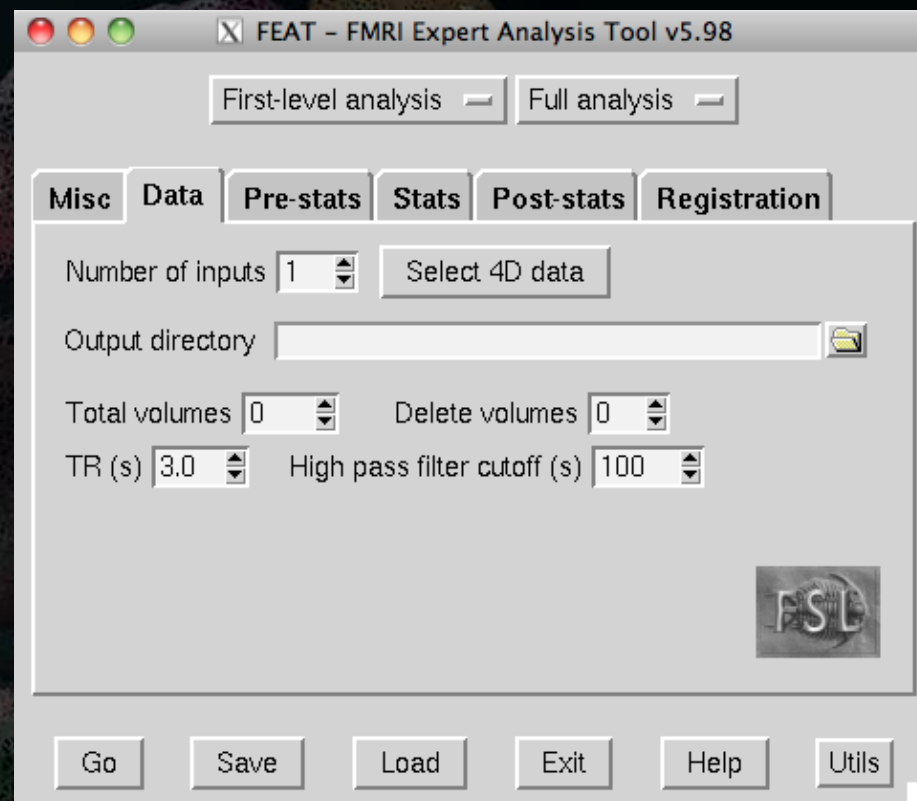 FEAT - FMRI Expert Analysis Tool v5.98
First-level analysis Full analysis
Misc Data Pre-stats Stats Post-stats Registration
Number of inputs 1 Select 4D data
Output directory
Total volumes 0 Delete volumes 0
TR (s) 3.0 High pass filter cutoff (s) 100
FSL
Go Save Load Exit Help Utils